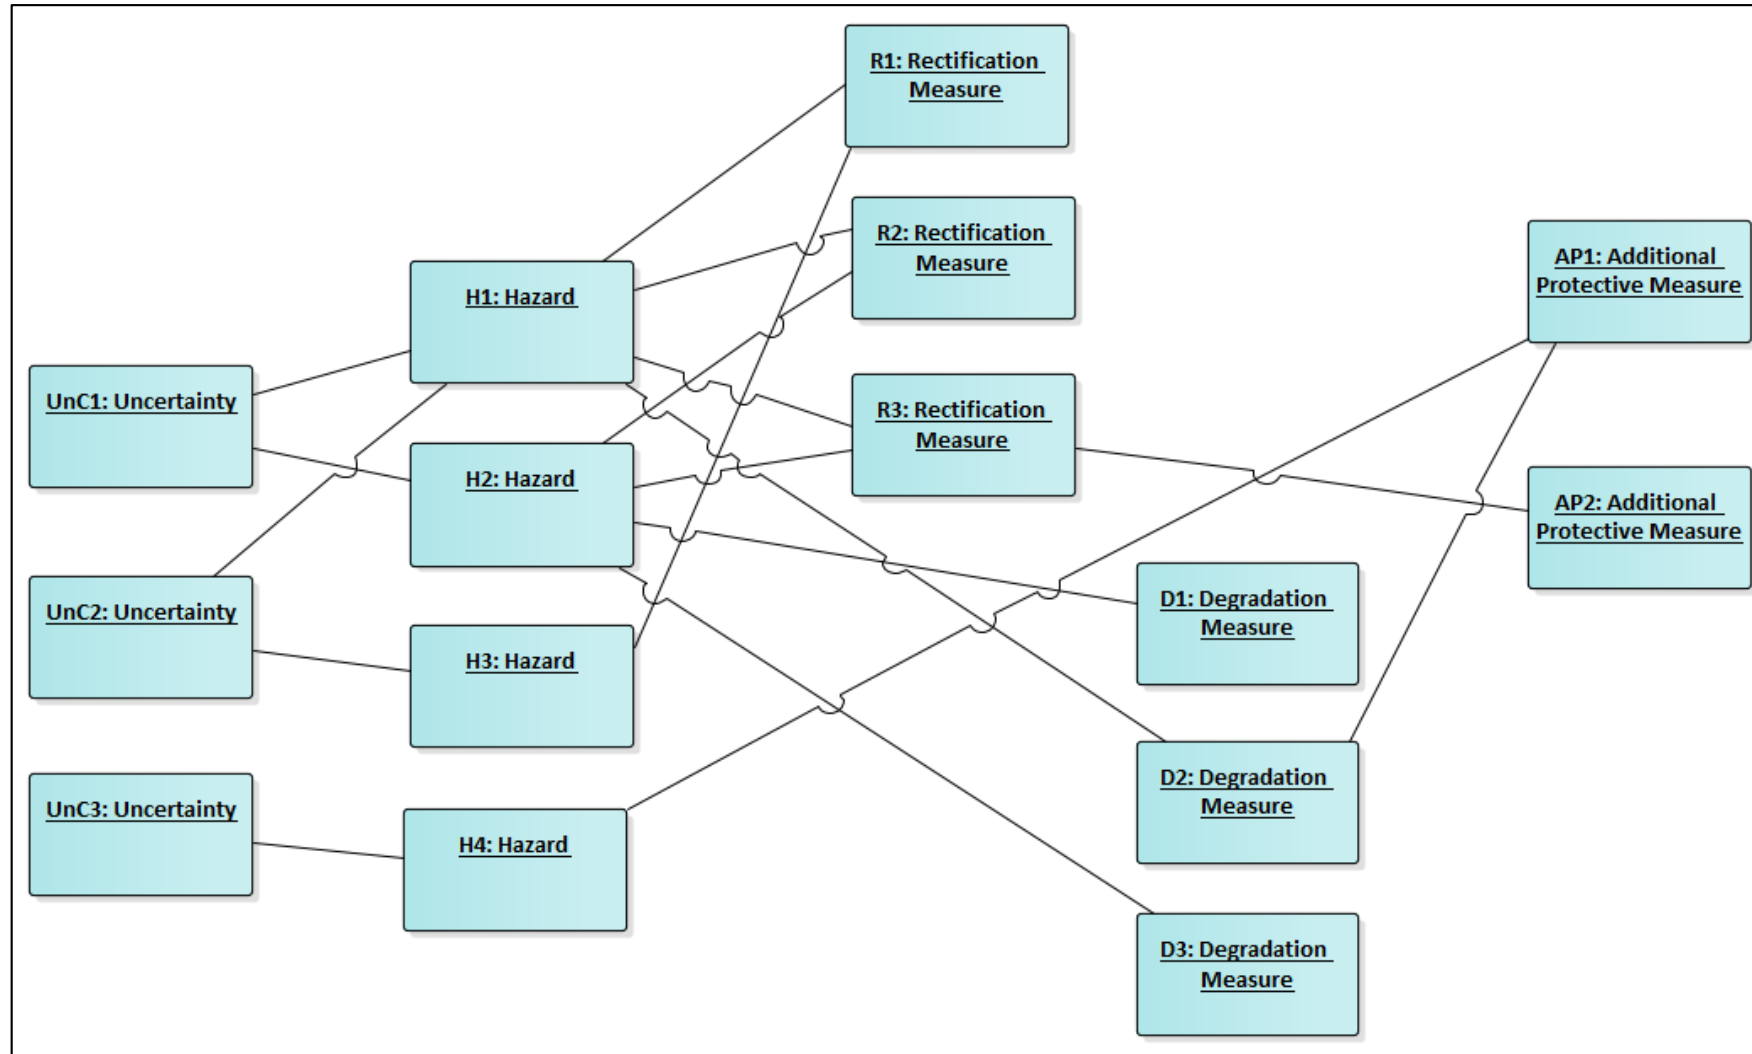 R1: Rectification
Measure
R2: Rectification
Measure
AP1: Additional
Protective Measure
H1: Hazard
UnC1: Uncertainty
R3: Rectification
Measure
H2: Hazard
AP2: Additional
Protective Measure
UnC2: Uncertainty
D1: Degradation
Measure
H3: Hazard
UnC3: Uncertainty
D2: Degradation
Measure
H4: Hazard
D3: Degradation
Measure